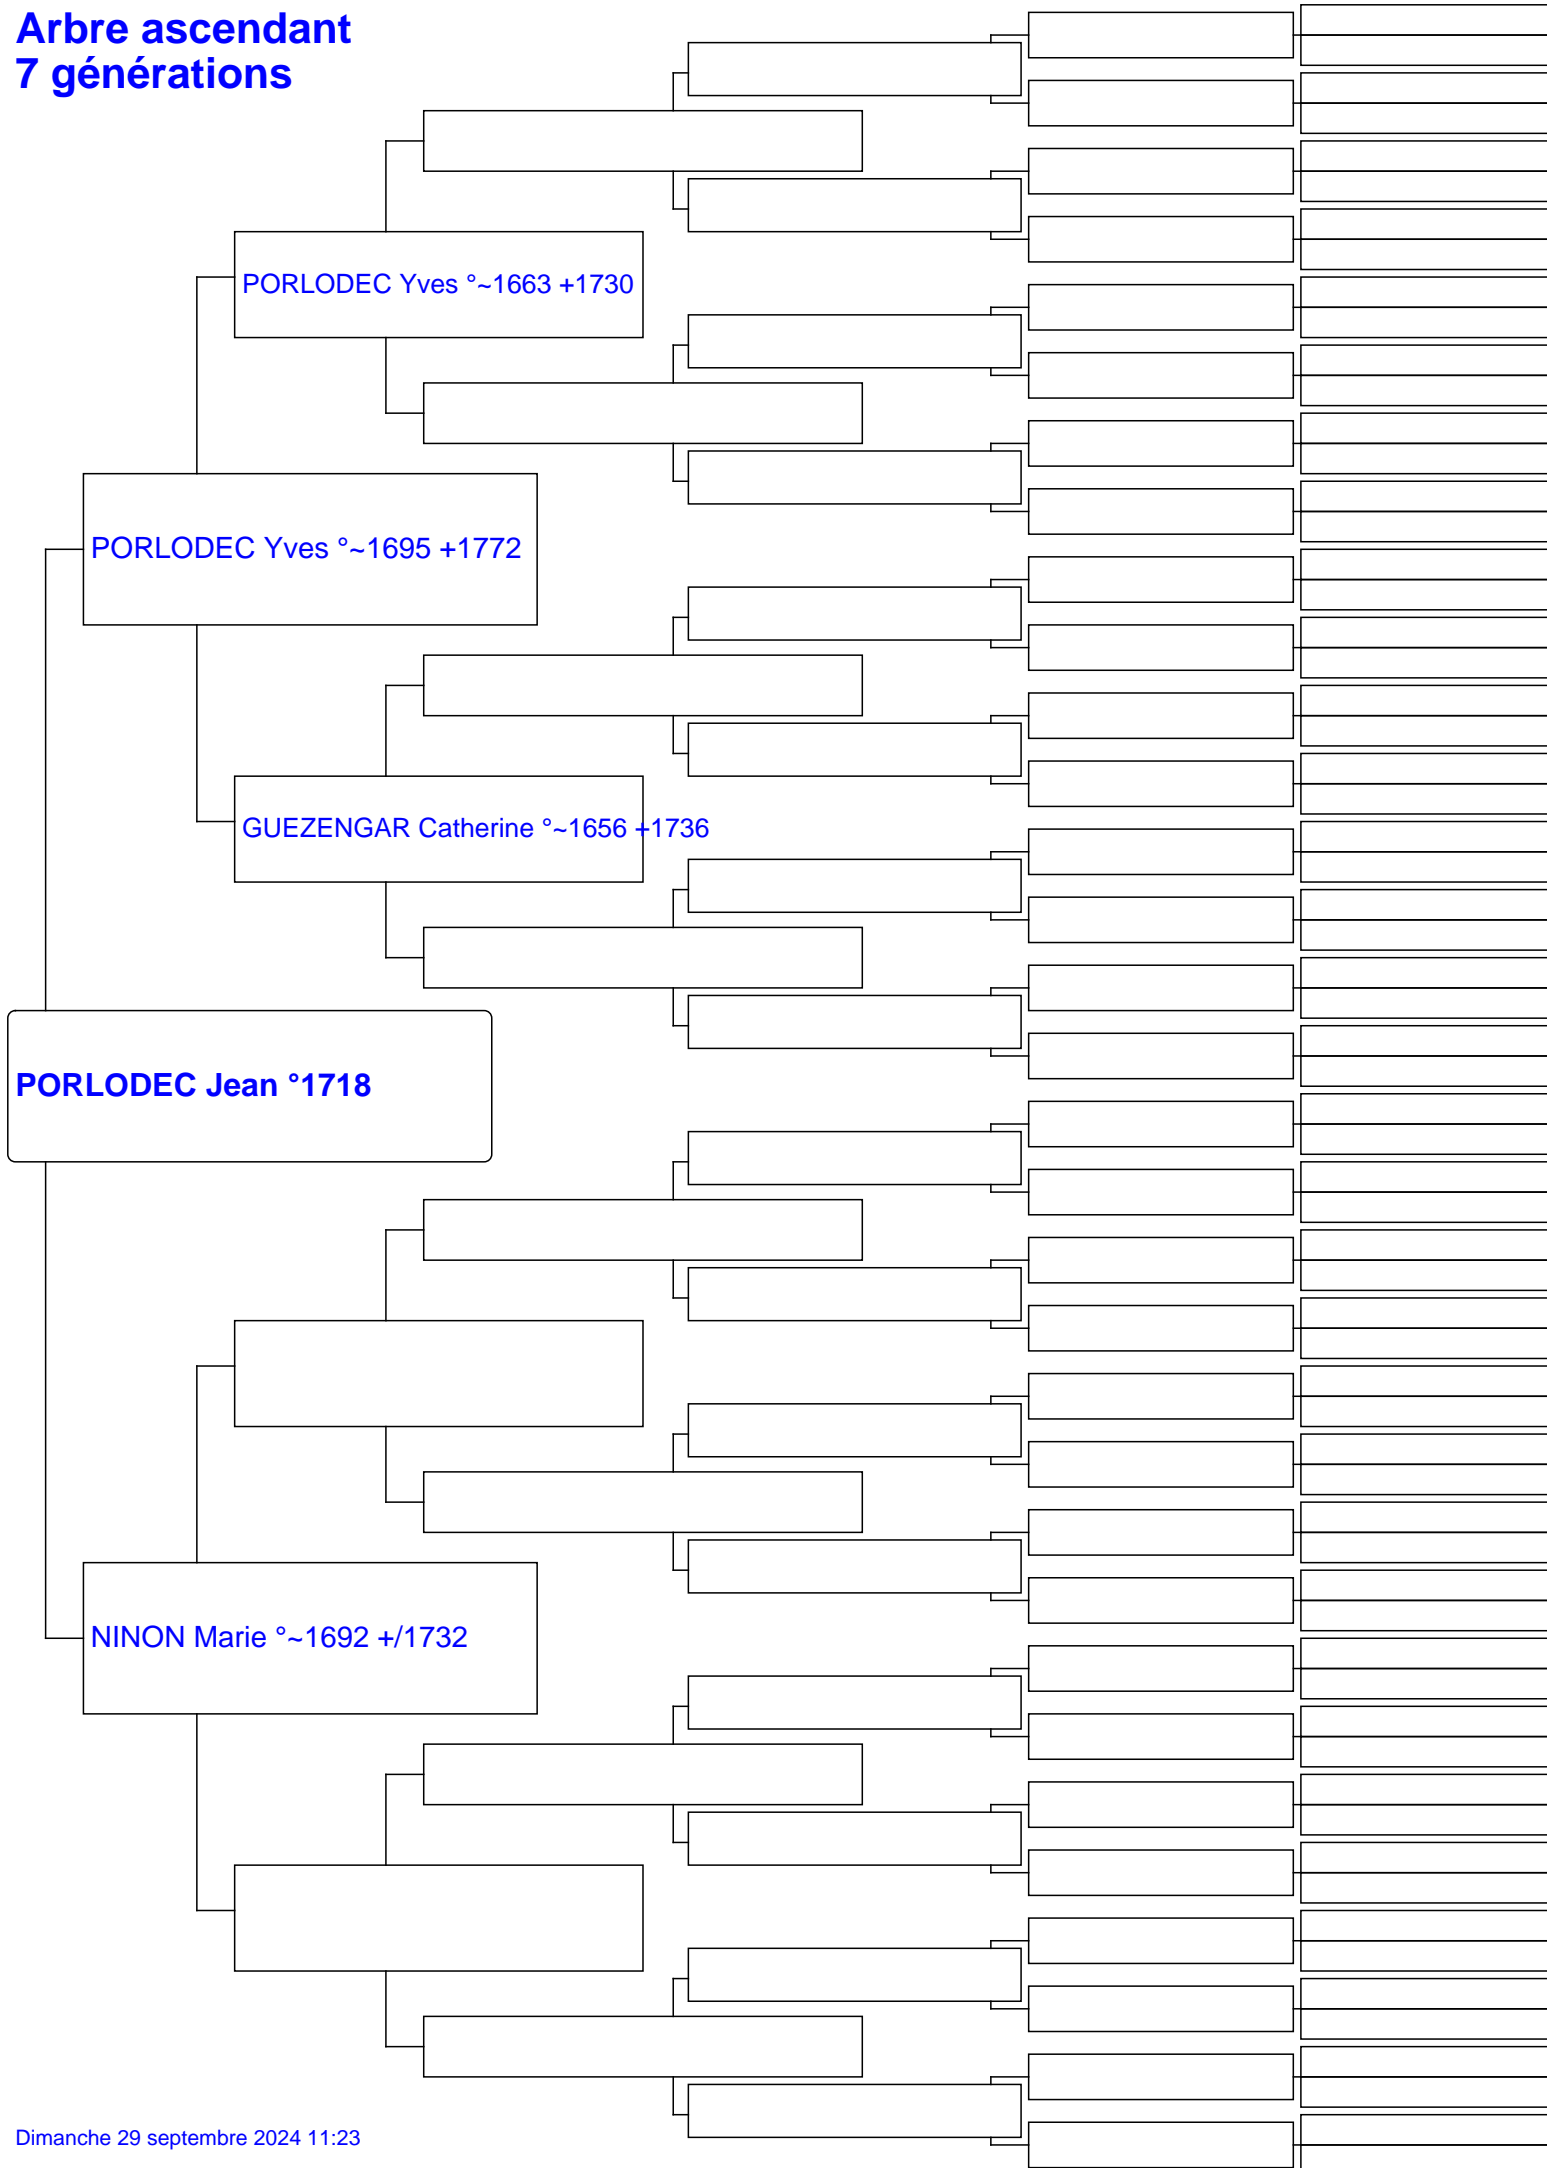 Arbre ascendant
7 générations
PORLODEC Yves °~1663 +1730
PORLODEC Yves °~1695 +1772
GUEZENGAR Catherine °~1656 +1736
PORLODEC Jean °1718
NINON Marie °~1692 +/1732
Dimanche 29 septembre 2024 11:23